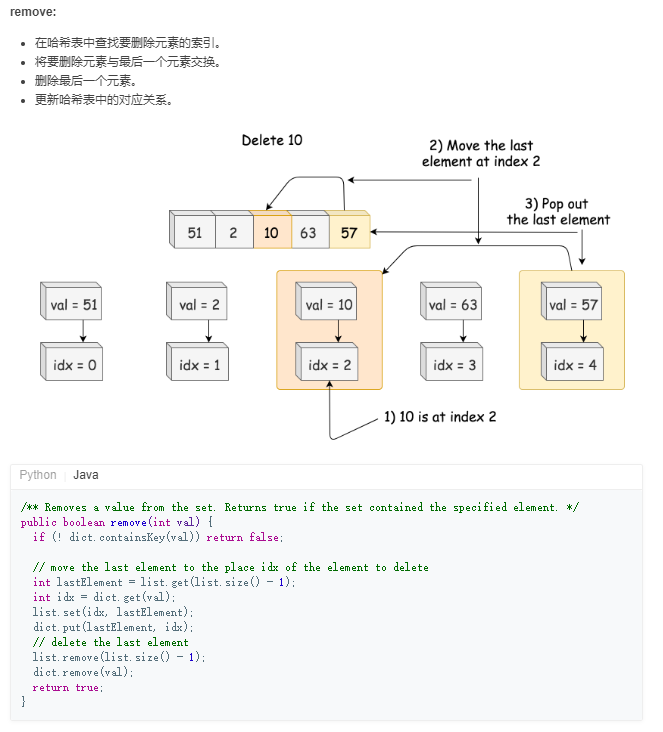 remove:
在哈希表中查找要删除元素的索引。
将要删除元素与最后一个元素交换。
删除最后一个元素。
更新哈希表中的对应关系。
Delete 10
2) Move the last
element at index 2
3) Pop out
the last element
51 2 10 63 57
val = 51 val = 2 val = 10 val = 63 val = 57
idx = 0 idx = 1 idx = 2 idx = 3 idx = 4
1) 10 is at index 2
Python Java
/** Removes a value from the set. Returns true if the set contained the specified element. */
public boolean remove(int val) {
if (! dict.containsKey(val)) return false;
// move the last element to the place idx of the element to delete
int lastElement = list.get(list.size() - 1);
int idx = dict.get(val);
list.set(idx, lastElement);
dict.put(lastElement, idx);
// delete the last element
list.remove(list.size() - 1);
dict.remove(val);
return true;
}